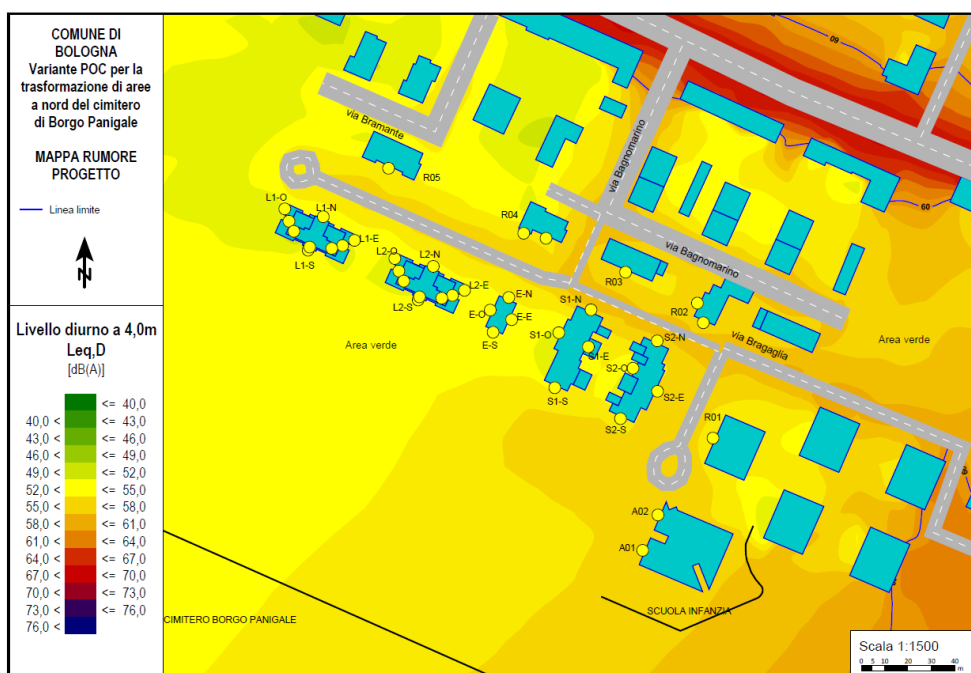 COMUNE DI
BOLOGNA
Variante POC per la
trasformazione di aree
a nord del cimitero
di Borgo Panigale
MAPPA RUMORE
PROGETTO
Linea limite
N
Livello diurno a 4,0m
Leq,D
[dB(A)]
<= 40,0
40,0 < <= 43,0
43,0 < <= 46,0
46,0 < <= 49,0
49,0 < <= 52,0
52,0 < <= 55,0
55,0 < <= 58,0
58,0 < <= 61,0
61,0 < <= 64,0
64,0 < <= 67,0
67,0 < <= 70,0
70,0 < <= 73,0
73,0 < <= 76,0
76,0 <
60
via Bramante
via Bagnomarino
R05
L1-O
L1-N
L1-E
L1-S
R04
60
via Bagnomarino
L2-O
L2-N
L2-E
L2-S
R03
E-N
E-O
E-E
E-S
S1-N
S1-O
S1-E
S1-S
R02
S2-N
S2-O
S2-E
S2-S
via Bragaglia
Area verde
Area verde
R01
A02
A01
SCUOLA INFANZIA
CIMITERO BORGO PANIGALE
Scala 1:1500
0 5 10 20 30 40
m